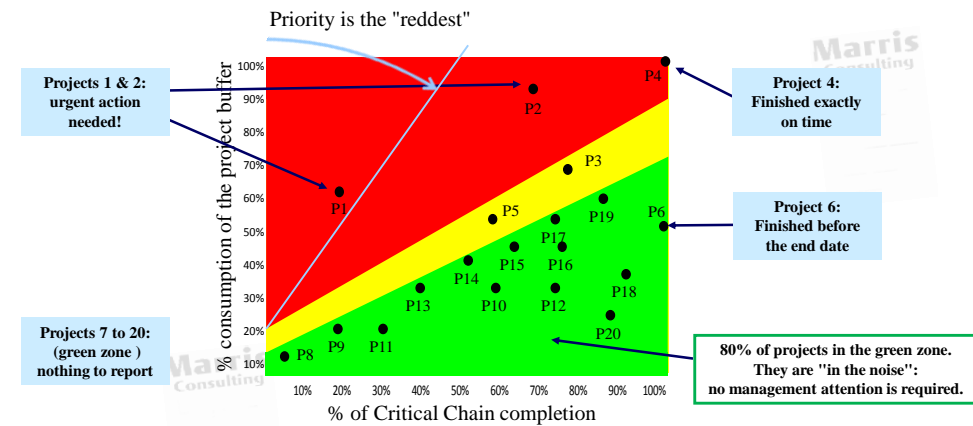 Priority is the "reddest"
Marris
Consulting
Projects 1 & 2:
urgent action
needed!
Project 4:
Finished exactly
on time
Project 6:
Finished before
the end date
Projects 7 to 20:
(green zone )
nothing to report
80% of projects in the green zone.
They are "in the noise":
no management attention is required.
% consumption of the project buffer
100%
90%
80%
70%
60%
50%
40%
30%
20%
10%
P4
P2
P3
P1
P5
P19
P6
P17
P14
P15
P16
P13
P10
P12
P18
P20
P8
P9
P11
Marris
Consulting
10%
20%
30%
40%
50%
60%
70%
80%
90%
100%
% of Critical Chain completion